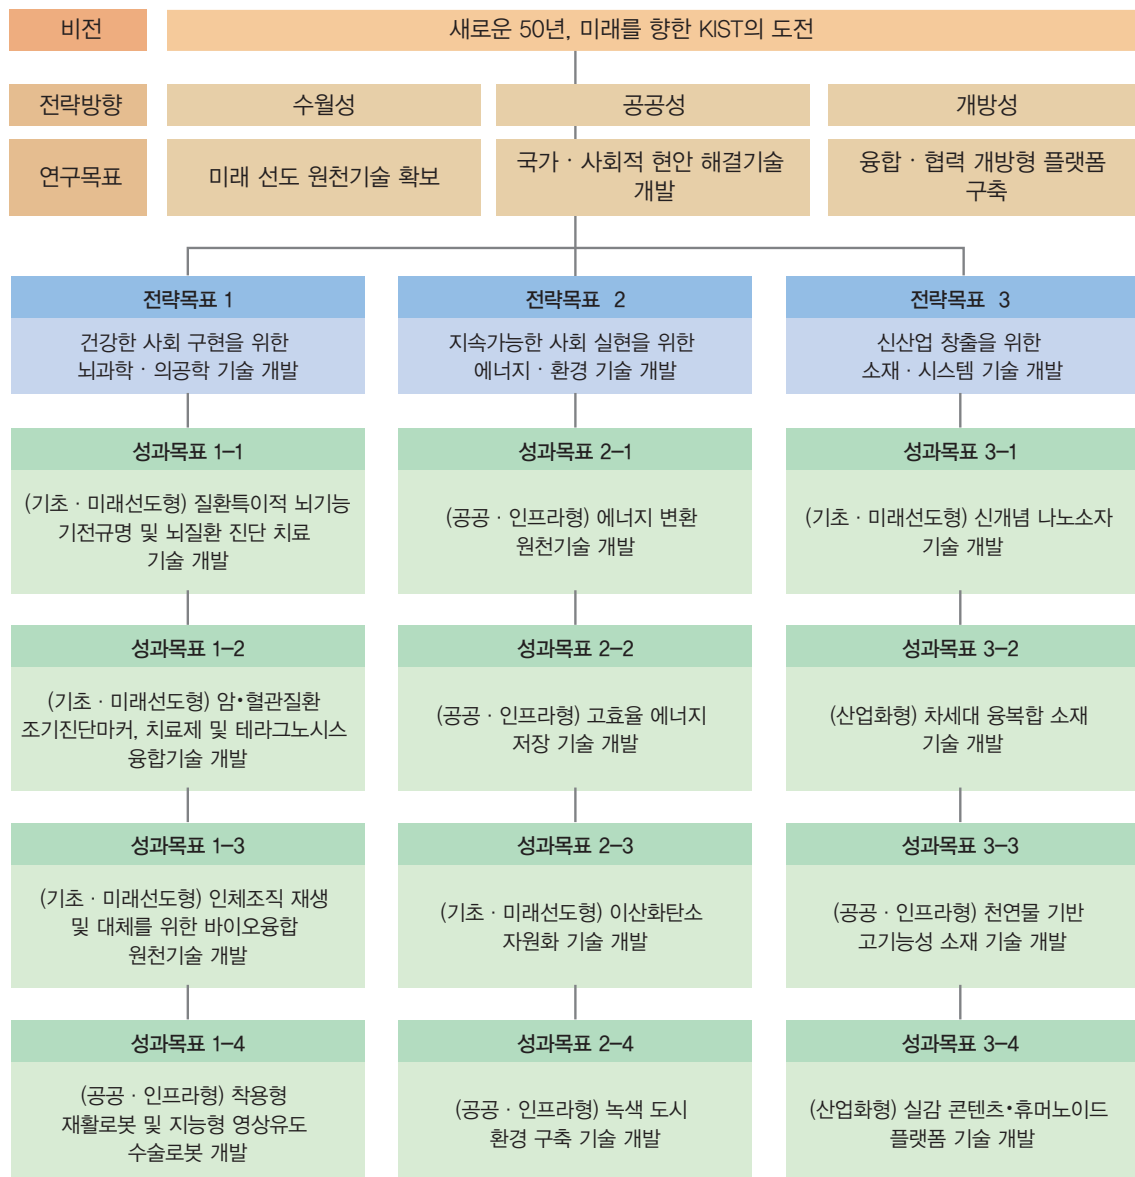 비전
새로운 50년, 미래를 향한 KIST의 도전
전략방향
수월성
공공성
개방성
연구목표
미래 선도 원천기술 확보
국가 · 사회적 현안 해결기술
개발
융합 · 협력 개방형 플랫폼
구축
전략목표 1
건강한 사회 구현을 위한
뇌과학 · 의공학 기술 개발
전략목표 2
지속가능한 사회 실현을 위한
에너지 · 환경 기술 개발
전략목표 3
신산업 창출을 위한
소재 · 시스템 기술 개발
성과목표 1-1
(기초 · 미래선도형) 질환특이적 뇌기능
기전규명 및 뇌질환 진단 치료
기술 개발
성과목표 2-1
(공공 · 인프라형) 에너지 변환
원천기술 개발
성과목표 3-1
(기초 · 미래선도형) 신개념 나노소자
기술 개발
성과목표 1-2
(기초 · 미래선도형) 암•혈관질환
조기진단마커, 치료제 및 테라그노시스
융합기술 개발
성과목표 2-2
(공공 · 인프라형) 고효율 에너지
저장 기술 개발
성과목표 3-2
(산업화형) 차세대 융복합 소재
기술 개발
성과목표 1-3
(기초 · 미래선도형) 인체조직 재생
및 대체를 위한 바이오융합
원천기술 개발
성과목표 2-3
(기초 · 미래선도형) 이산화탄소
자원화 기술 개발
성과목표 3-3
(공공 · 인프라형) 천연물 기반
고기능성 소재 기술 개발
성과목표 1-4
(공공 · 인프라형) 착용형
재활로봇 및 지능형 영상유도
수술로봇 개발
성과목표 2-4
(공공 · 인프라형) 녹색 도시
환경 구축 기술 개발
성과목표 3-4
(산업화형) 실감 콘텐츠•휴머노이드
플랫폼 기술 개발